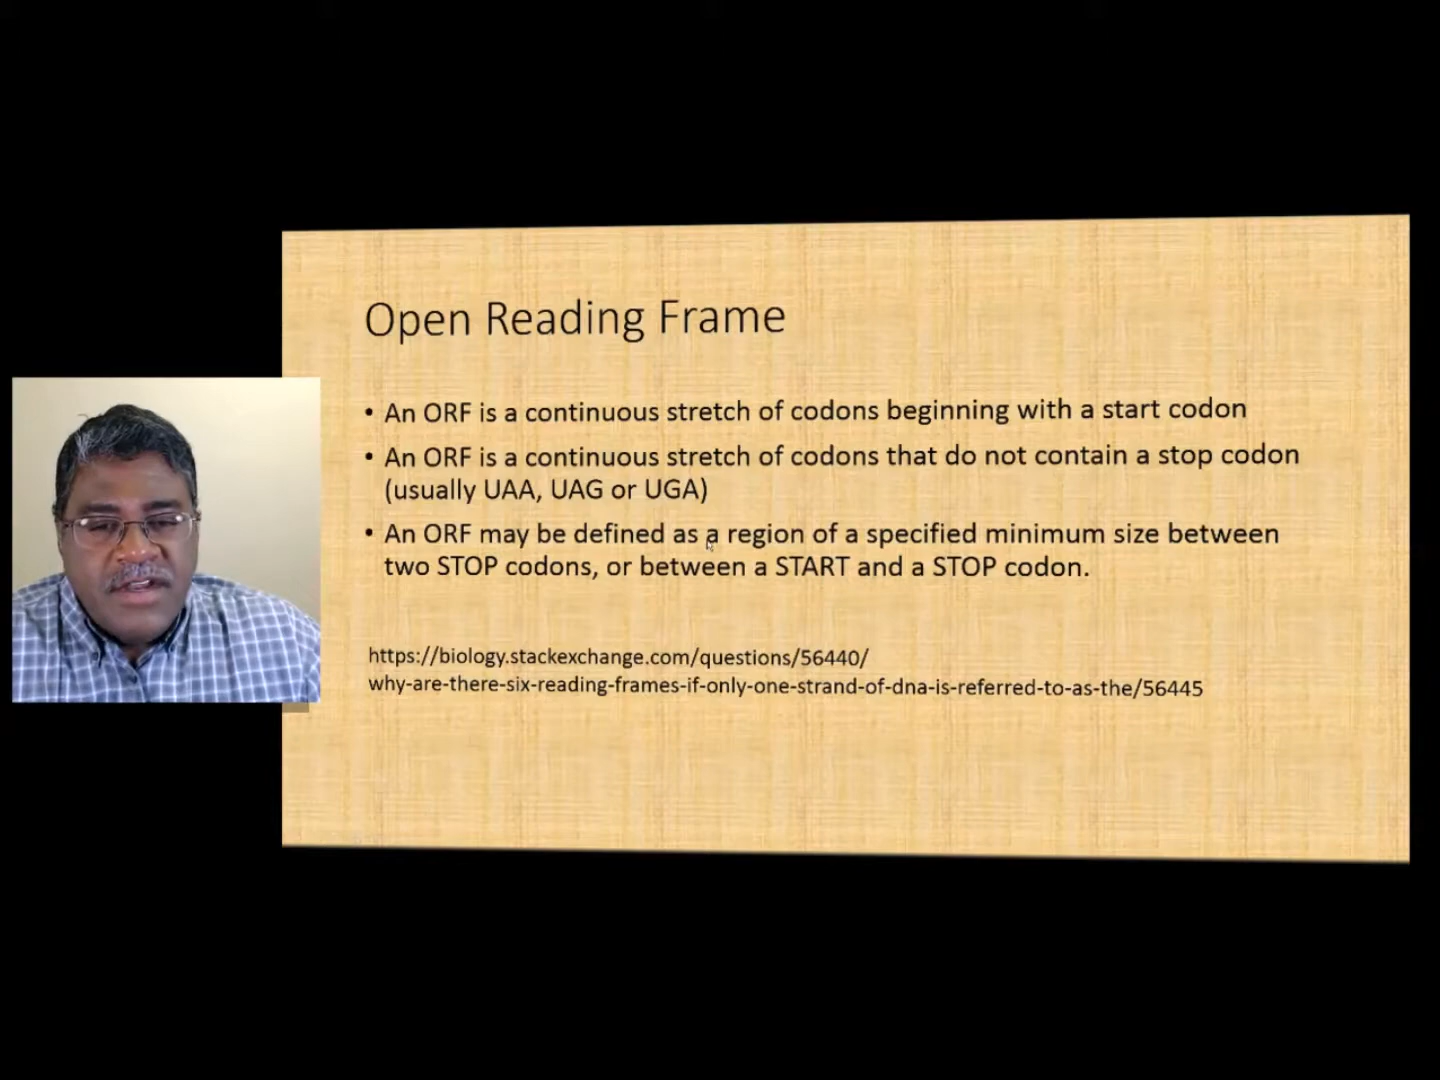 Open Reading Frame
• An ORF is a continuous stretch of codons beginning with a start codon
• An ORF is a continuous stretch of codons that do not contain a stop codon
(usually UAA, UAG or UGA)
• An ORF may be defined as a region of a specified minimum size between
two STOP codons, or between a START and a STOP codon.
https://biology.stackexchange.com/questions/56440/
why-are-there-six-reading-frames-if-only-one-strand-of-dna-is-referred-to-as-the/56445